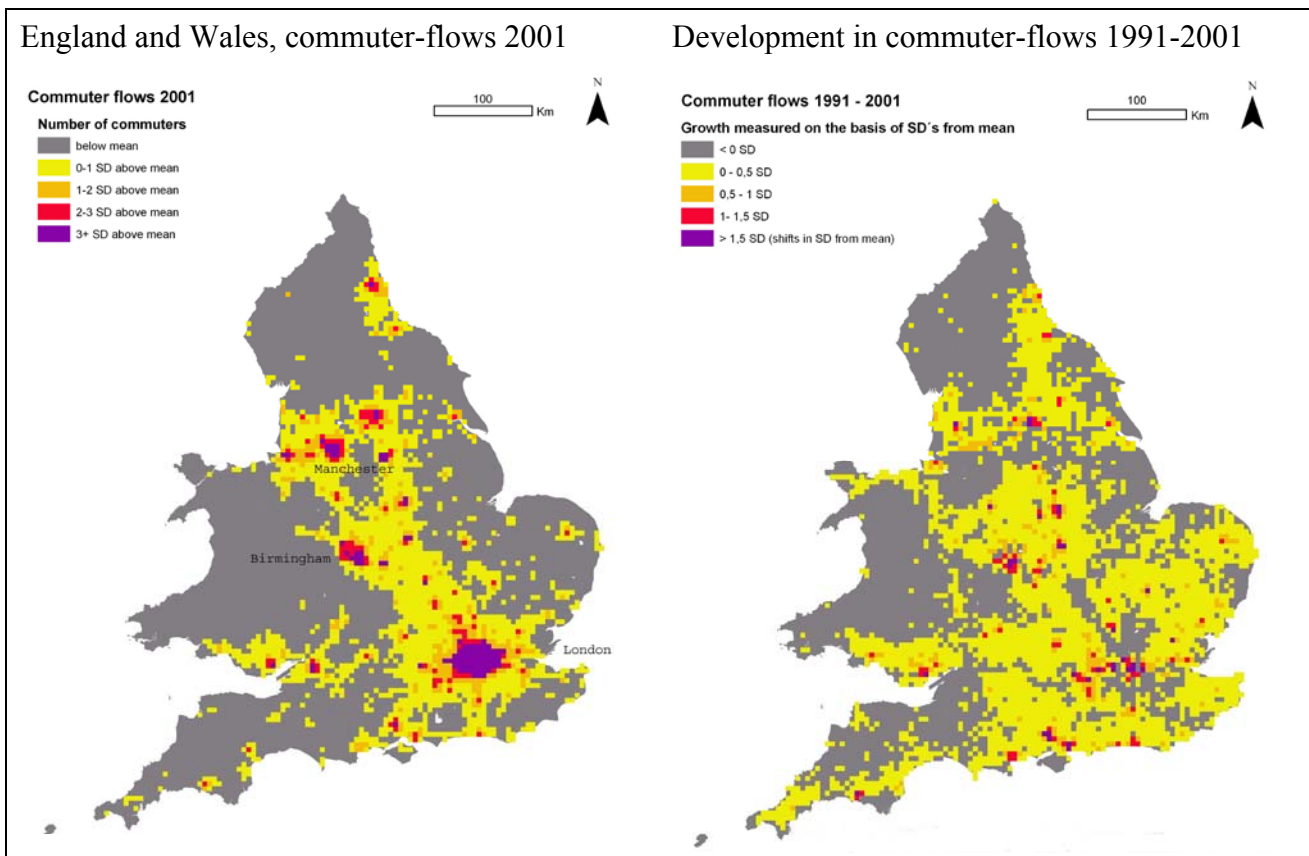 England and Wales, commuter-flows 2001
Commuter flows 2001
100
Km
N
Number of commuters
below mean
0-1 SD above mean
1-2 SD above mean
2-3 SD above mean
3+ SD above mean
Manchester
Birmingham
London
Development in commuter-flows 1991-2001
Commuter flows 1991 - 2001
100
Km
N
Growth measured on the basis of SD´s from mean
< 0 SD
0 - 0,5 SD
0,5 - 1 SD
1- 1,5 SD
> 1,5 SD (shifts in SD from mean)